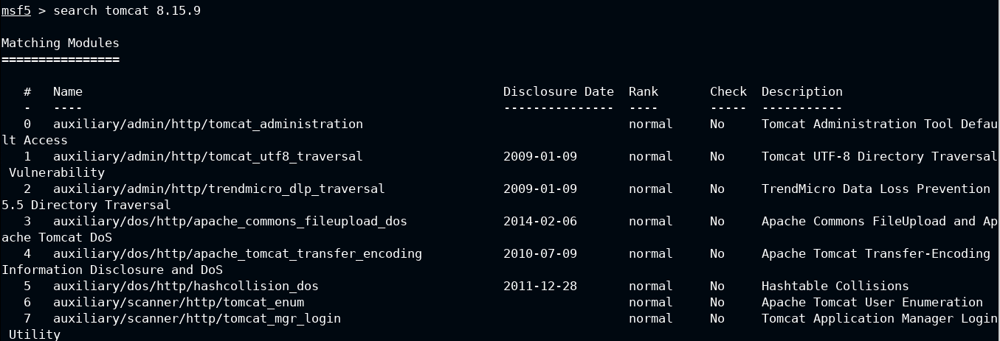 msf5 > search tomcat 8.15.9
Matching Modules
================
# Name Disclosure Date Rank Check Description
- ---- --------------- ---- ----- -----------
0 auxiliary/admin/http/tomcat_administration normal No Tomcat Administration Tool Defau
lt Access
1 auxiliary/admin/http/tomcat_utf8_traversal 2009-01-09 normal No Tomcat UTF-8 Directory Traversal
Vulnerability
2 auxiliary/admin/http/trendmicro_dlp_traversal 2009-01-09 normal No TrendMicro Data Loss Prevention
5.5 Directory Traversal
3 auxiliary/dos/http/apache_commons_fileupload_dos 2014-02-06 normal No Apache Commons FileUpload and Ap
ache Tomcat DoS
4 auxiliary/dos/http/apache_tomcat_transfer_encoding 2010-07-09 normal No Apache Tomcat Transfer-Encoding
Information Disclosure and DoS
5 auxiliary/dos/http/hashcollision_dos 2011-12-28 normal No Hashtable Collisions
6 auxiliary/scanner/http/tomcat_enum normal No Apache Tomcat User Enumeration
7 auxiliary/scanner/http/tomcat_mgr_login normal No Tomcat Application Manager Login
Utility